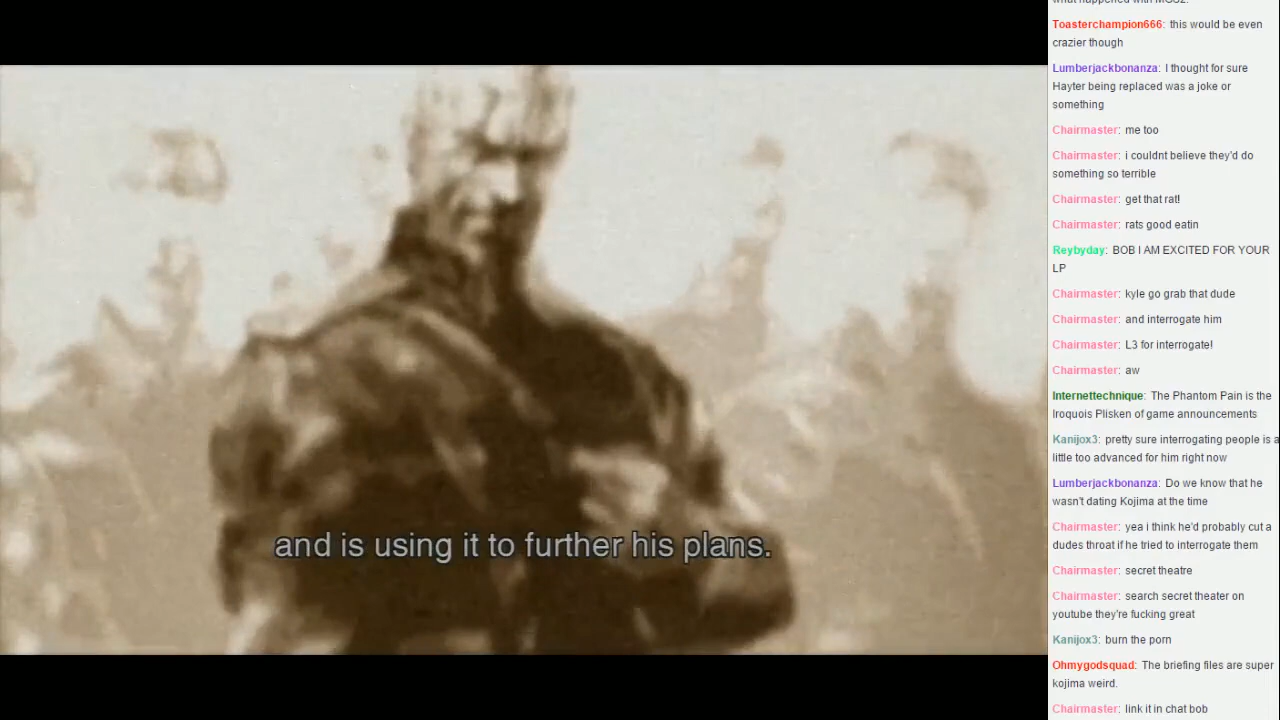 and is using it to further his plans.
what happened with MGS2.
Toasterchampion666: this would be even
crazier though
Lumberjackbonanza: I thought for sure
Hayter being replaced was a joke or
something
Chairmaster: me too
Chairmaster: i couldnt believe they'd do
something so terrible
Chairmaster: get that rat!
Chairmaster: rats good eatin
Reybyday: BOB I AM EXCITED FOR YOUR
LP
Chairmaster: kyle go grab that dude
Chairmaster: and interrogate him
Chairmaster: L3 for interrogate!
Chairmaster: aw
Internettechnique: The Phantom Pain is the
Iroquois Plisken of game announcements
Kanijox3: pretty sure interrogating people is a
little too advanced for him right now
Lumberjackbonanza: Do we know that he
wasn't dating Kojima at the time
Chairmaster: yea i think he'd probably cut a
dudes throat if he tried to interrogate them
Chairmaster: secret theatre
Chairmaster: search secret theater on
youtube they're fucking great
Kanijox3: burn the porn
Ohmygodsquad: The briefing files are super
kojima weird.
Chairmaster: link it in chat bob